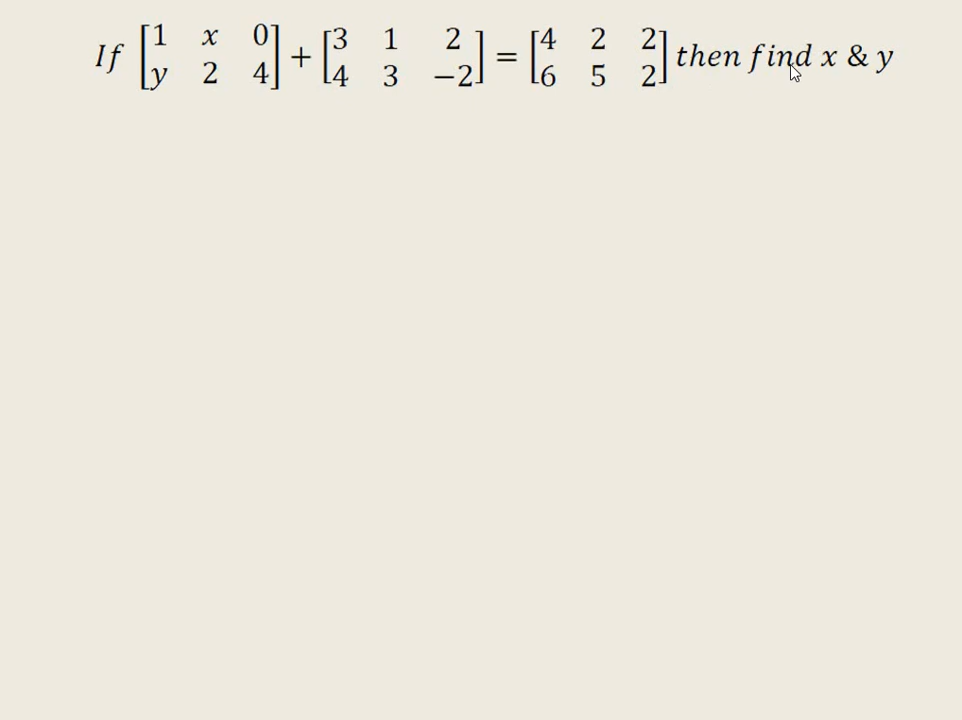 If [1 x 0 y 2 4] + [3 1 2 4 3 −2] = [4 2 2 6 5 2] then find x & y